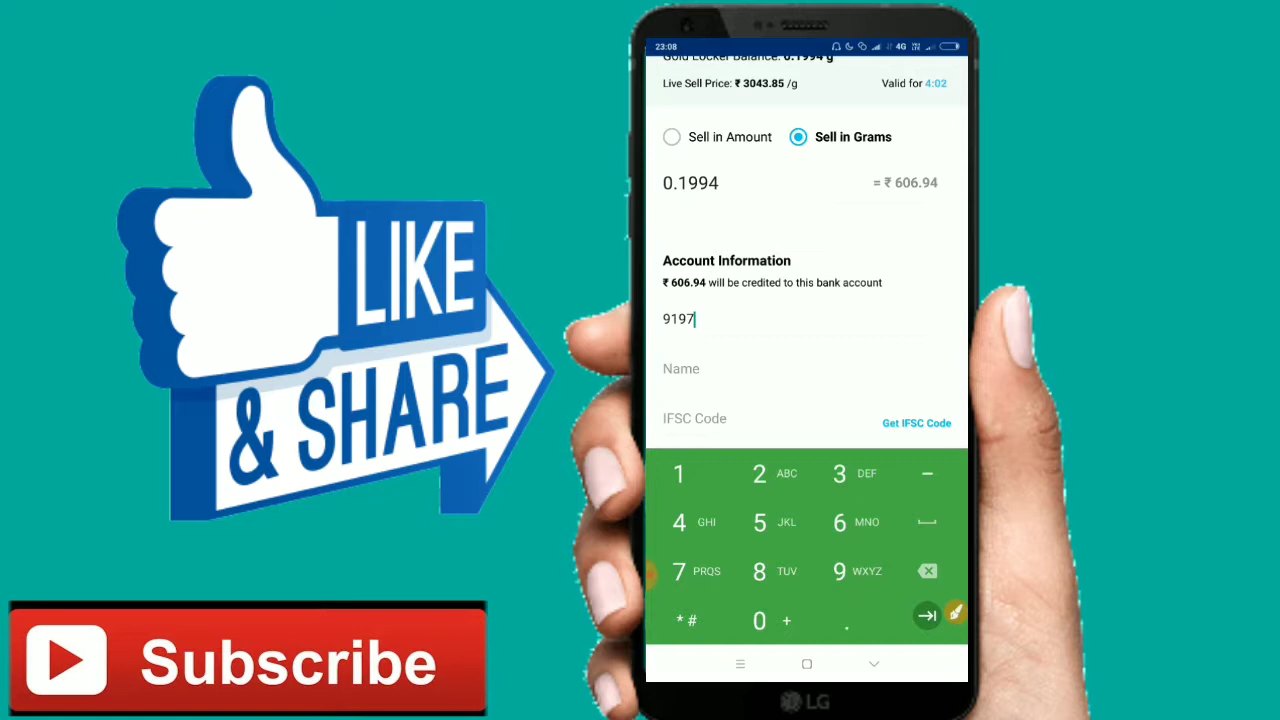 LIKE
& SHARE
Subscribe
23:08
4G
Gold Locker Balance: 0.1994 g
Live Sell Price: ₹ 3043.85 /g
Valid for 4:02
Sell in Amount
Sell in Grams
0.1994
= ₹ 606.94
Account Information
₹ 606.94 will be credited to this bank account
9197
Name
IFSC Code
Get IFSC Code
1 2 ABC 3 DEF –
4 GHI 5 JKL 6 MNO
7 PQRS 8 TUV 9 WXYZ
* # 0 + .
LG